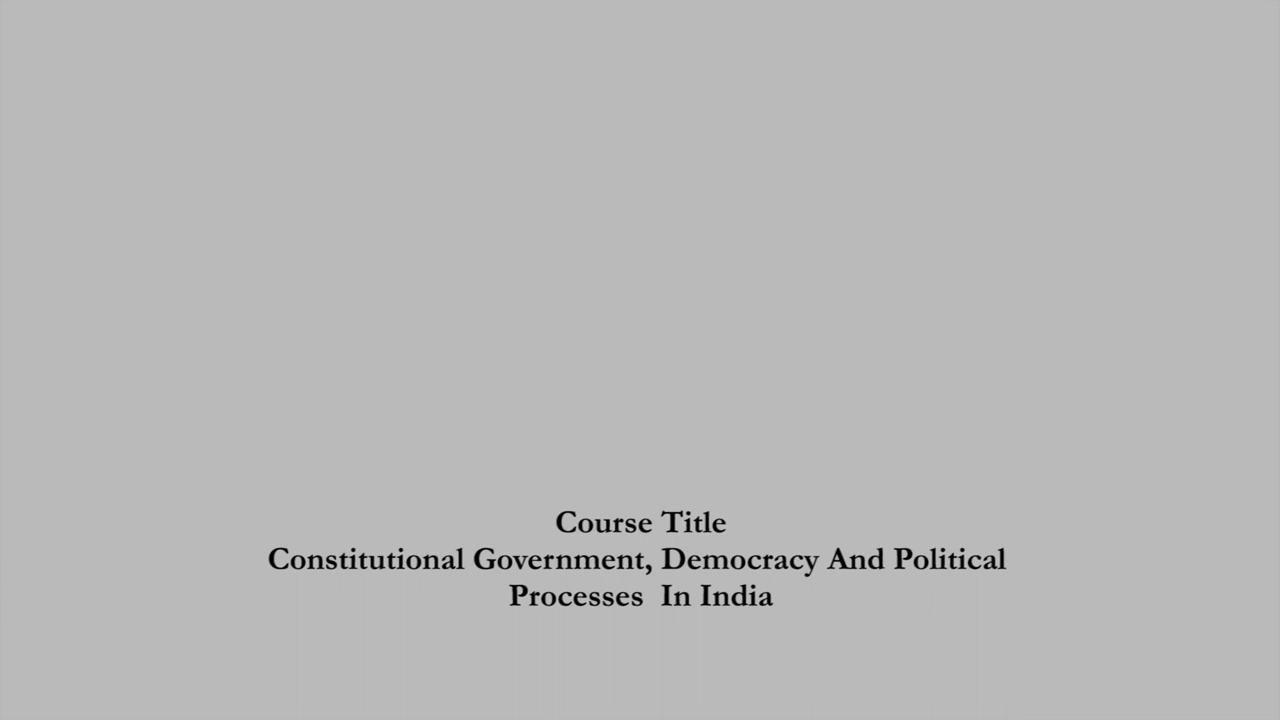 Course Title
Constitutional Government, Democracy And Political
Processes In India